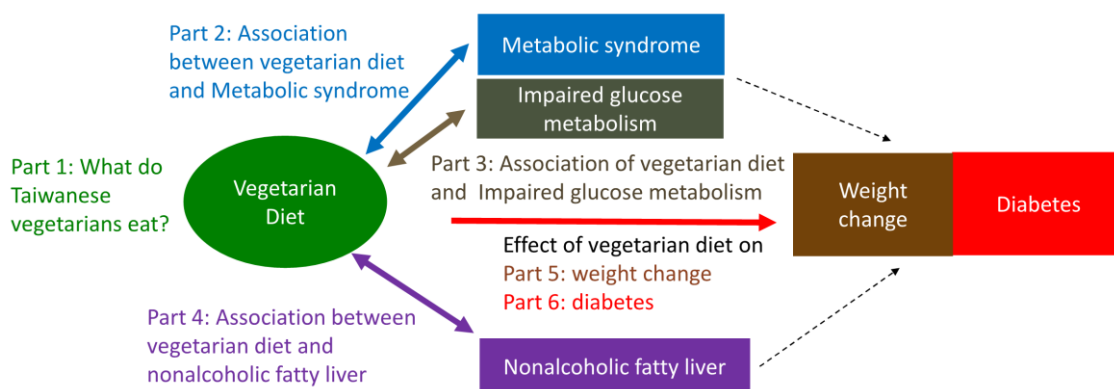 Part 2: Association
between vegetarian diet
and Metabolic syndrome
Metabolic syndrome
Impaired glucose
metabolism
Part 1: What do
Taiwanese
vegetarians eat?
Vegetarian
Diet
Part 3: Association of vegetarian diet
and Impaired glucose metabolism
Weight
change
Diabetes
Effect of vegetarian diet on
Part 5: weight change
Part 6: diabetes
Part 4: Association between
vegetarian diet and
nonalcoholic fatty liver
Nonalcoholic fatty liver